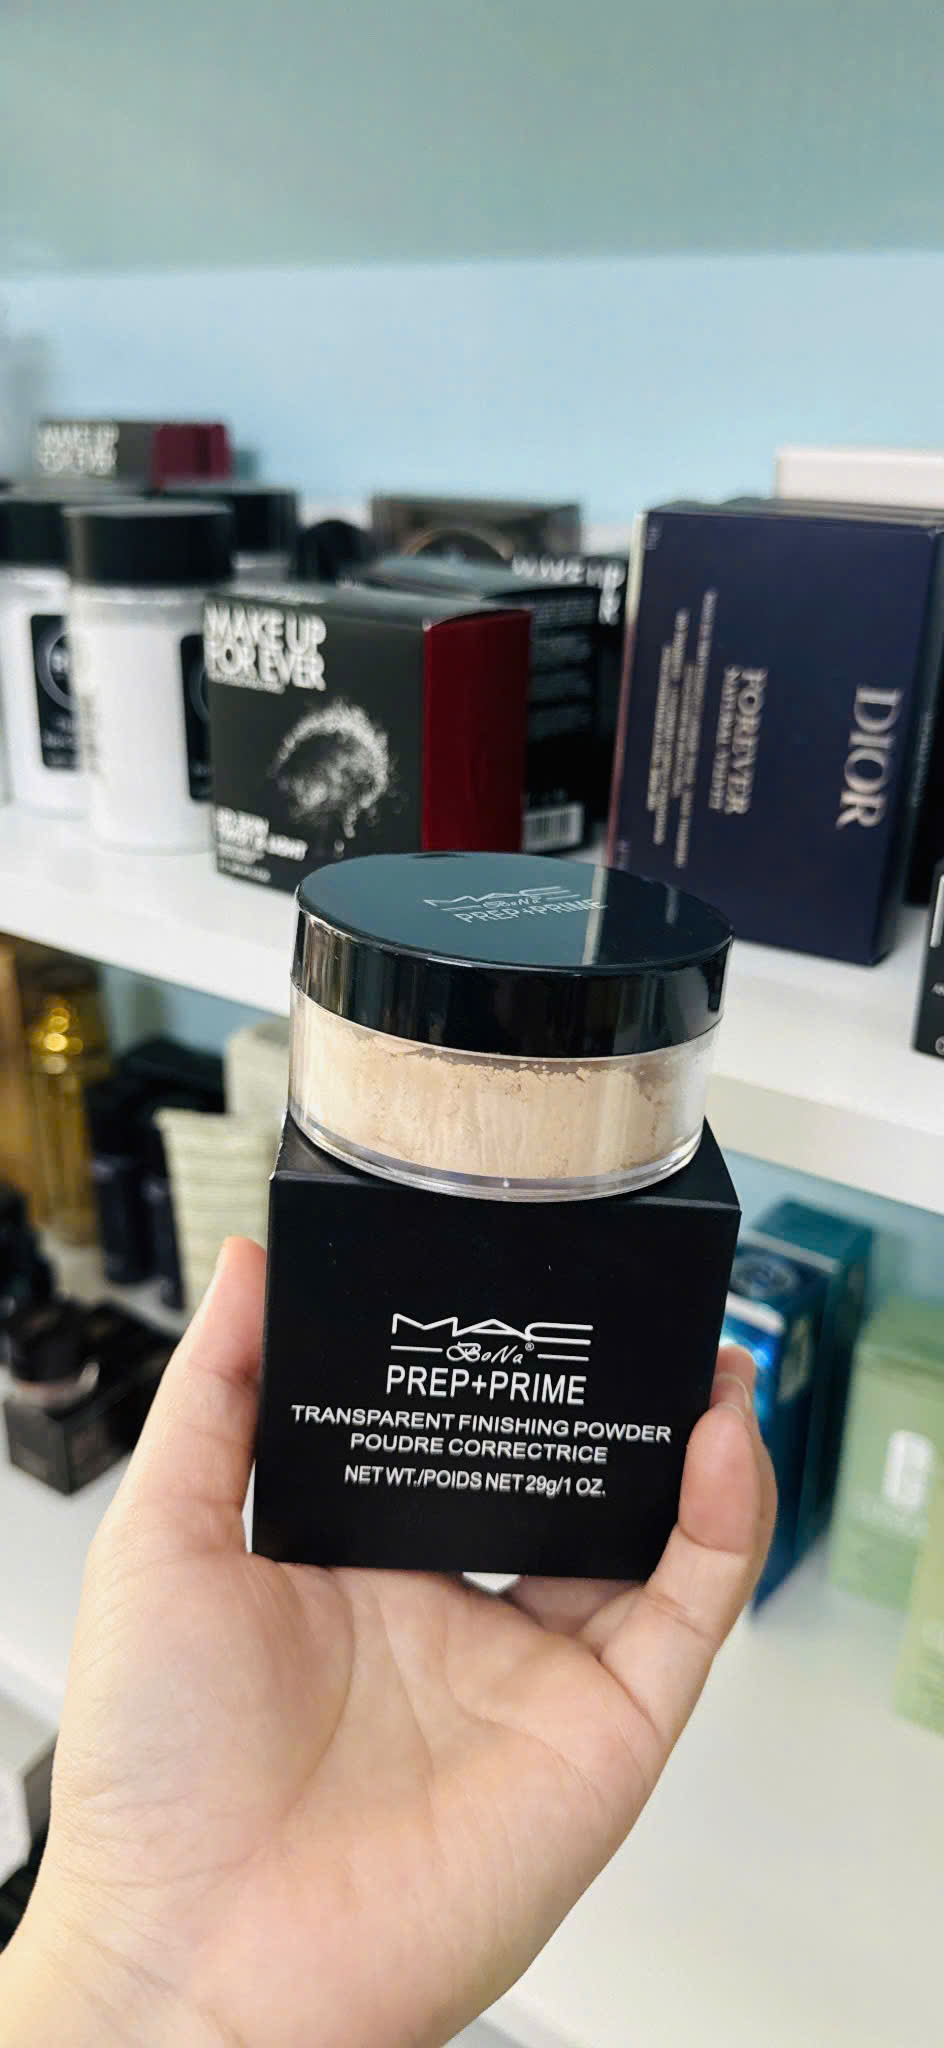 MAKE UP
FOR EVER
MAKE UP
FOR EVER
DIOR
FOREVER
MAC
BoNa
PREP+PRIME
MAC
BoNa®
PREP+PRIME
TRANSPARENT FINISHING POWDER
POUDRE CORRECTRICE
NET WT./POIDS NET 29g/1 OZ.